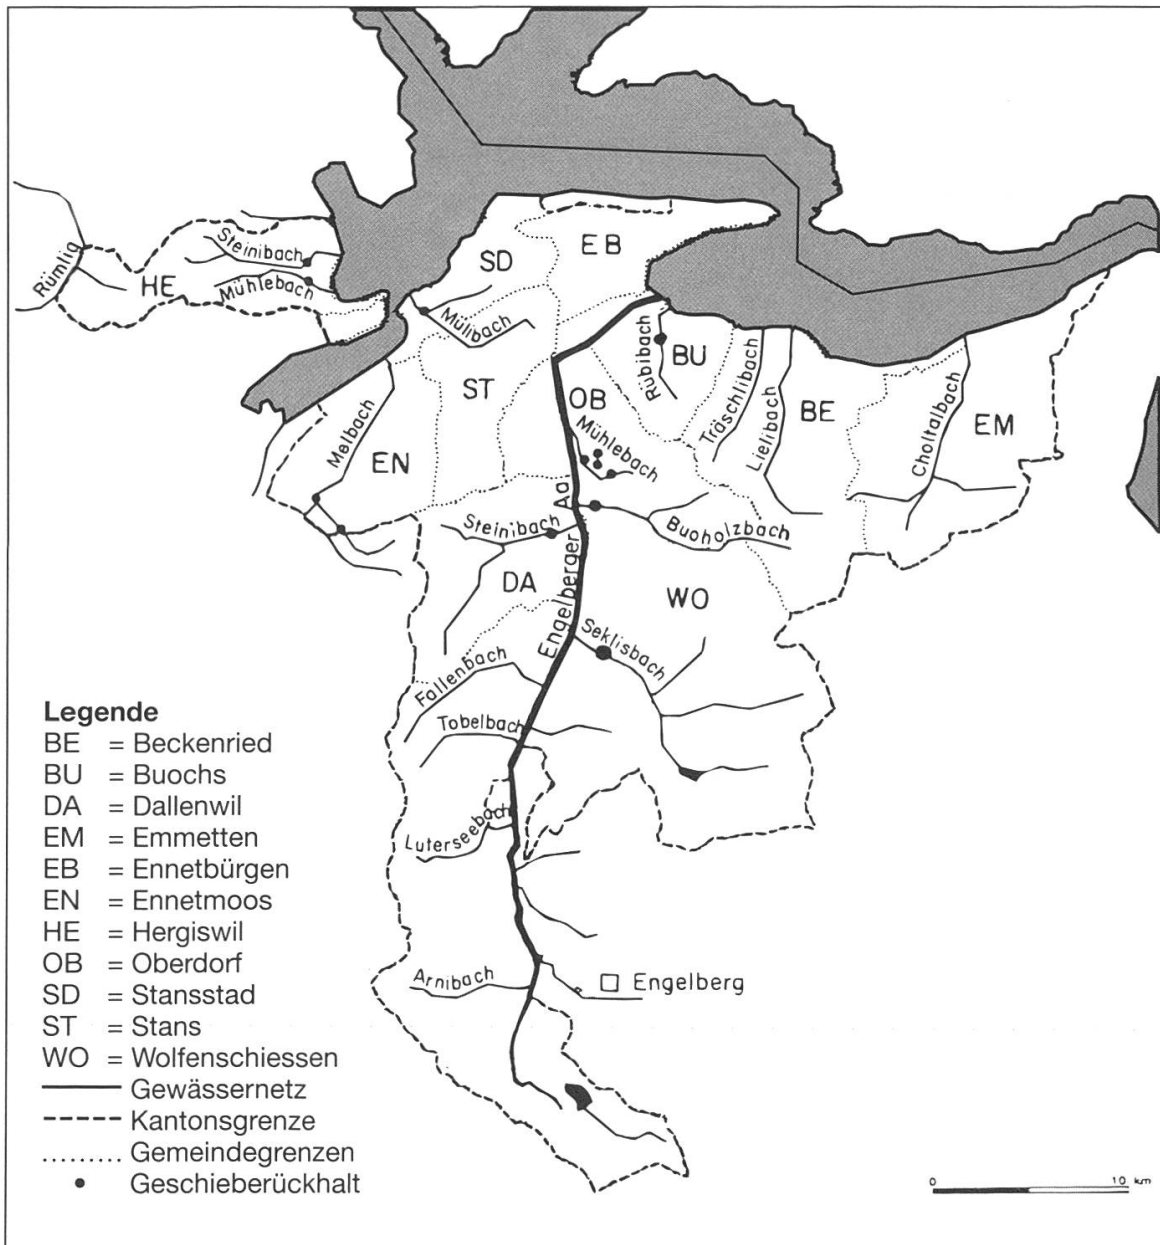 EB
SD
Steinibach
Rümlig
HE
Mühlebach
Mülibach
Rübibach
BU
Träschlibach
Lielibach
BE
Choltalbach
EM
ST
OB
Mühlebach
Melbach
EN
Steinibach
Engelberger Aa
Buoholzbach
DA
WO
Seklisbach
Fallenbach
Tobelbach
Luterseebach
Arnibach
Engelberg
Legende
BE = Beckenried
BU = Buochs
DA = Dallenwil
EM = Emmetten
EB = Ennetbürgen
EN = Ennetmoos
HE = Hergiswil
OB = Oberdorf
SD = Stansstad
ST = Stans
WO = Wolfenschiessen
Gewässernetz
Kantonsgrenze
Gemeindegrenzen
Geschieberückhalt
0 10 km